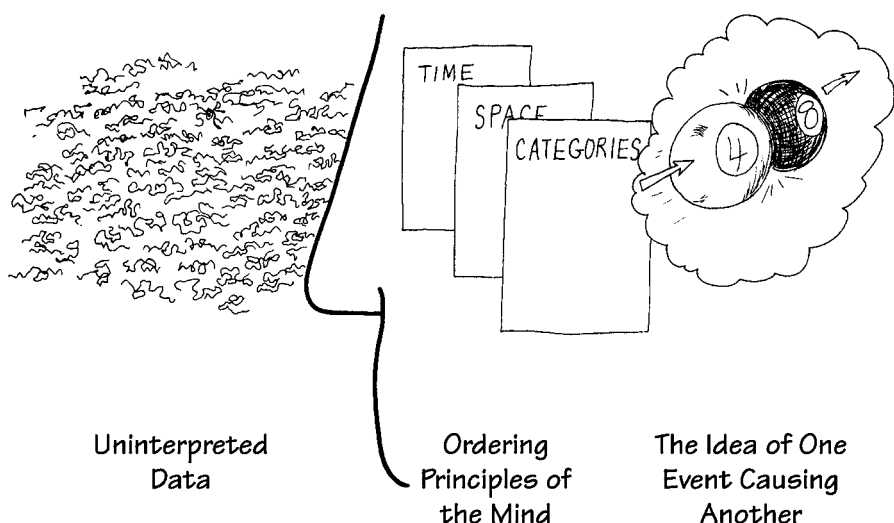 TIME
SPACE
CATEGORIES
4
8
Uninterpreted
Data
Ordering
Principles of
the Mind
The Idea of One
Event Causing
Another